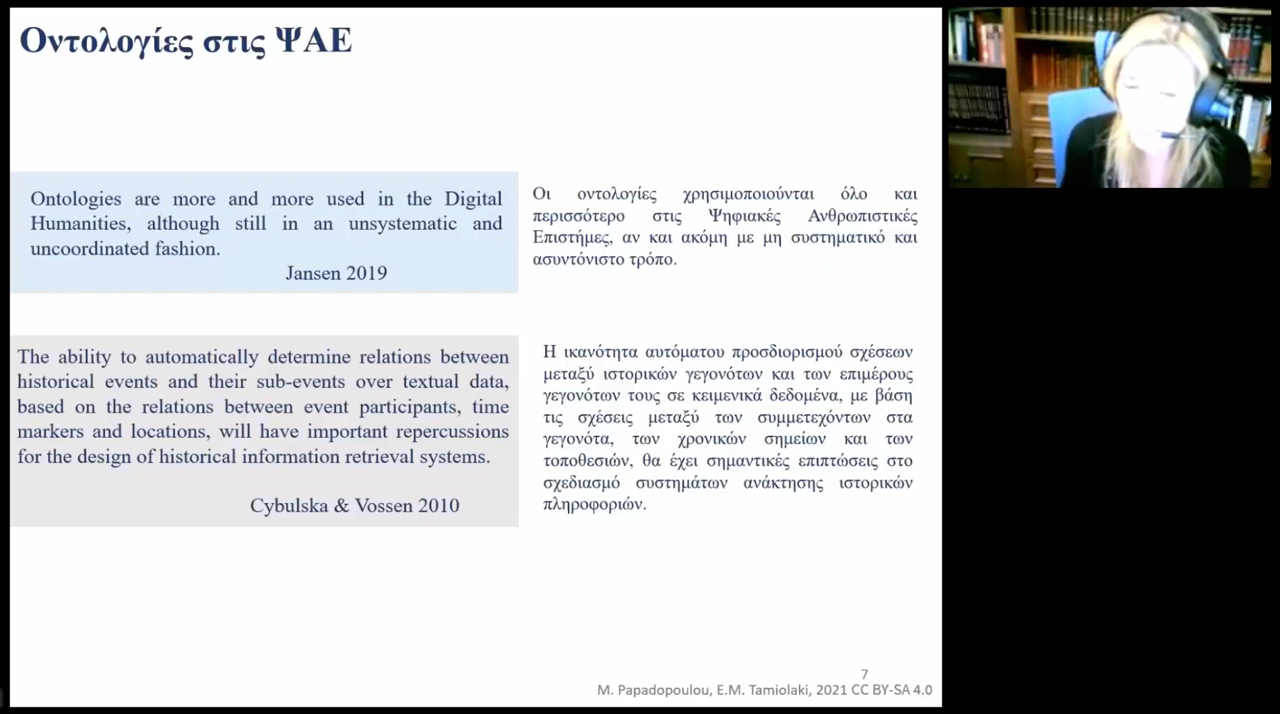 Οντολογίες στις ΨΑΕ
Ontologies are more and more used in the Digital
Humanities, although still in an unsystematic and
uncoordinated fashion.
Jansen 2019
Οι οντολογίες χρησιμοποιούνται όλο και
περισσότερο στις Ψηφιακές Ανθρωπιστικές
Επιστήμες, αν και ακόμη με μη συστηματικό και
ασυντόνιστο τρόπο.
The ability to automatically determine relations between
historical events and their sub-events over textual data,
based on the relations between event participants, time
markers and locations, will have important repercussions
for the design of historical information retrieval systems.
Cybulska & Vossen 2010
Η ικανότητα αυτόματου προσδιορισμού σχέσεων
μεταξύ ιστορικών γεγονότων και των επιμέρους
γεγονότων τους σε κειμενικά δεδομένα, με βάση
τις σχέσεις μεταξύ των συμμετεχόντων στα
γεγονότα, των χρονικών σημείων και των
τοποθεσιών, θα έχει σημαντικές επιπτώσεις στο
σχεδιασμό συστημάτων ανάκτησης ιστορικών
πληροφοριών.
7
M. Papadopoulou, E.M. Tamiolaki, 2021 CC BY-SA 4.0